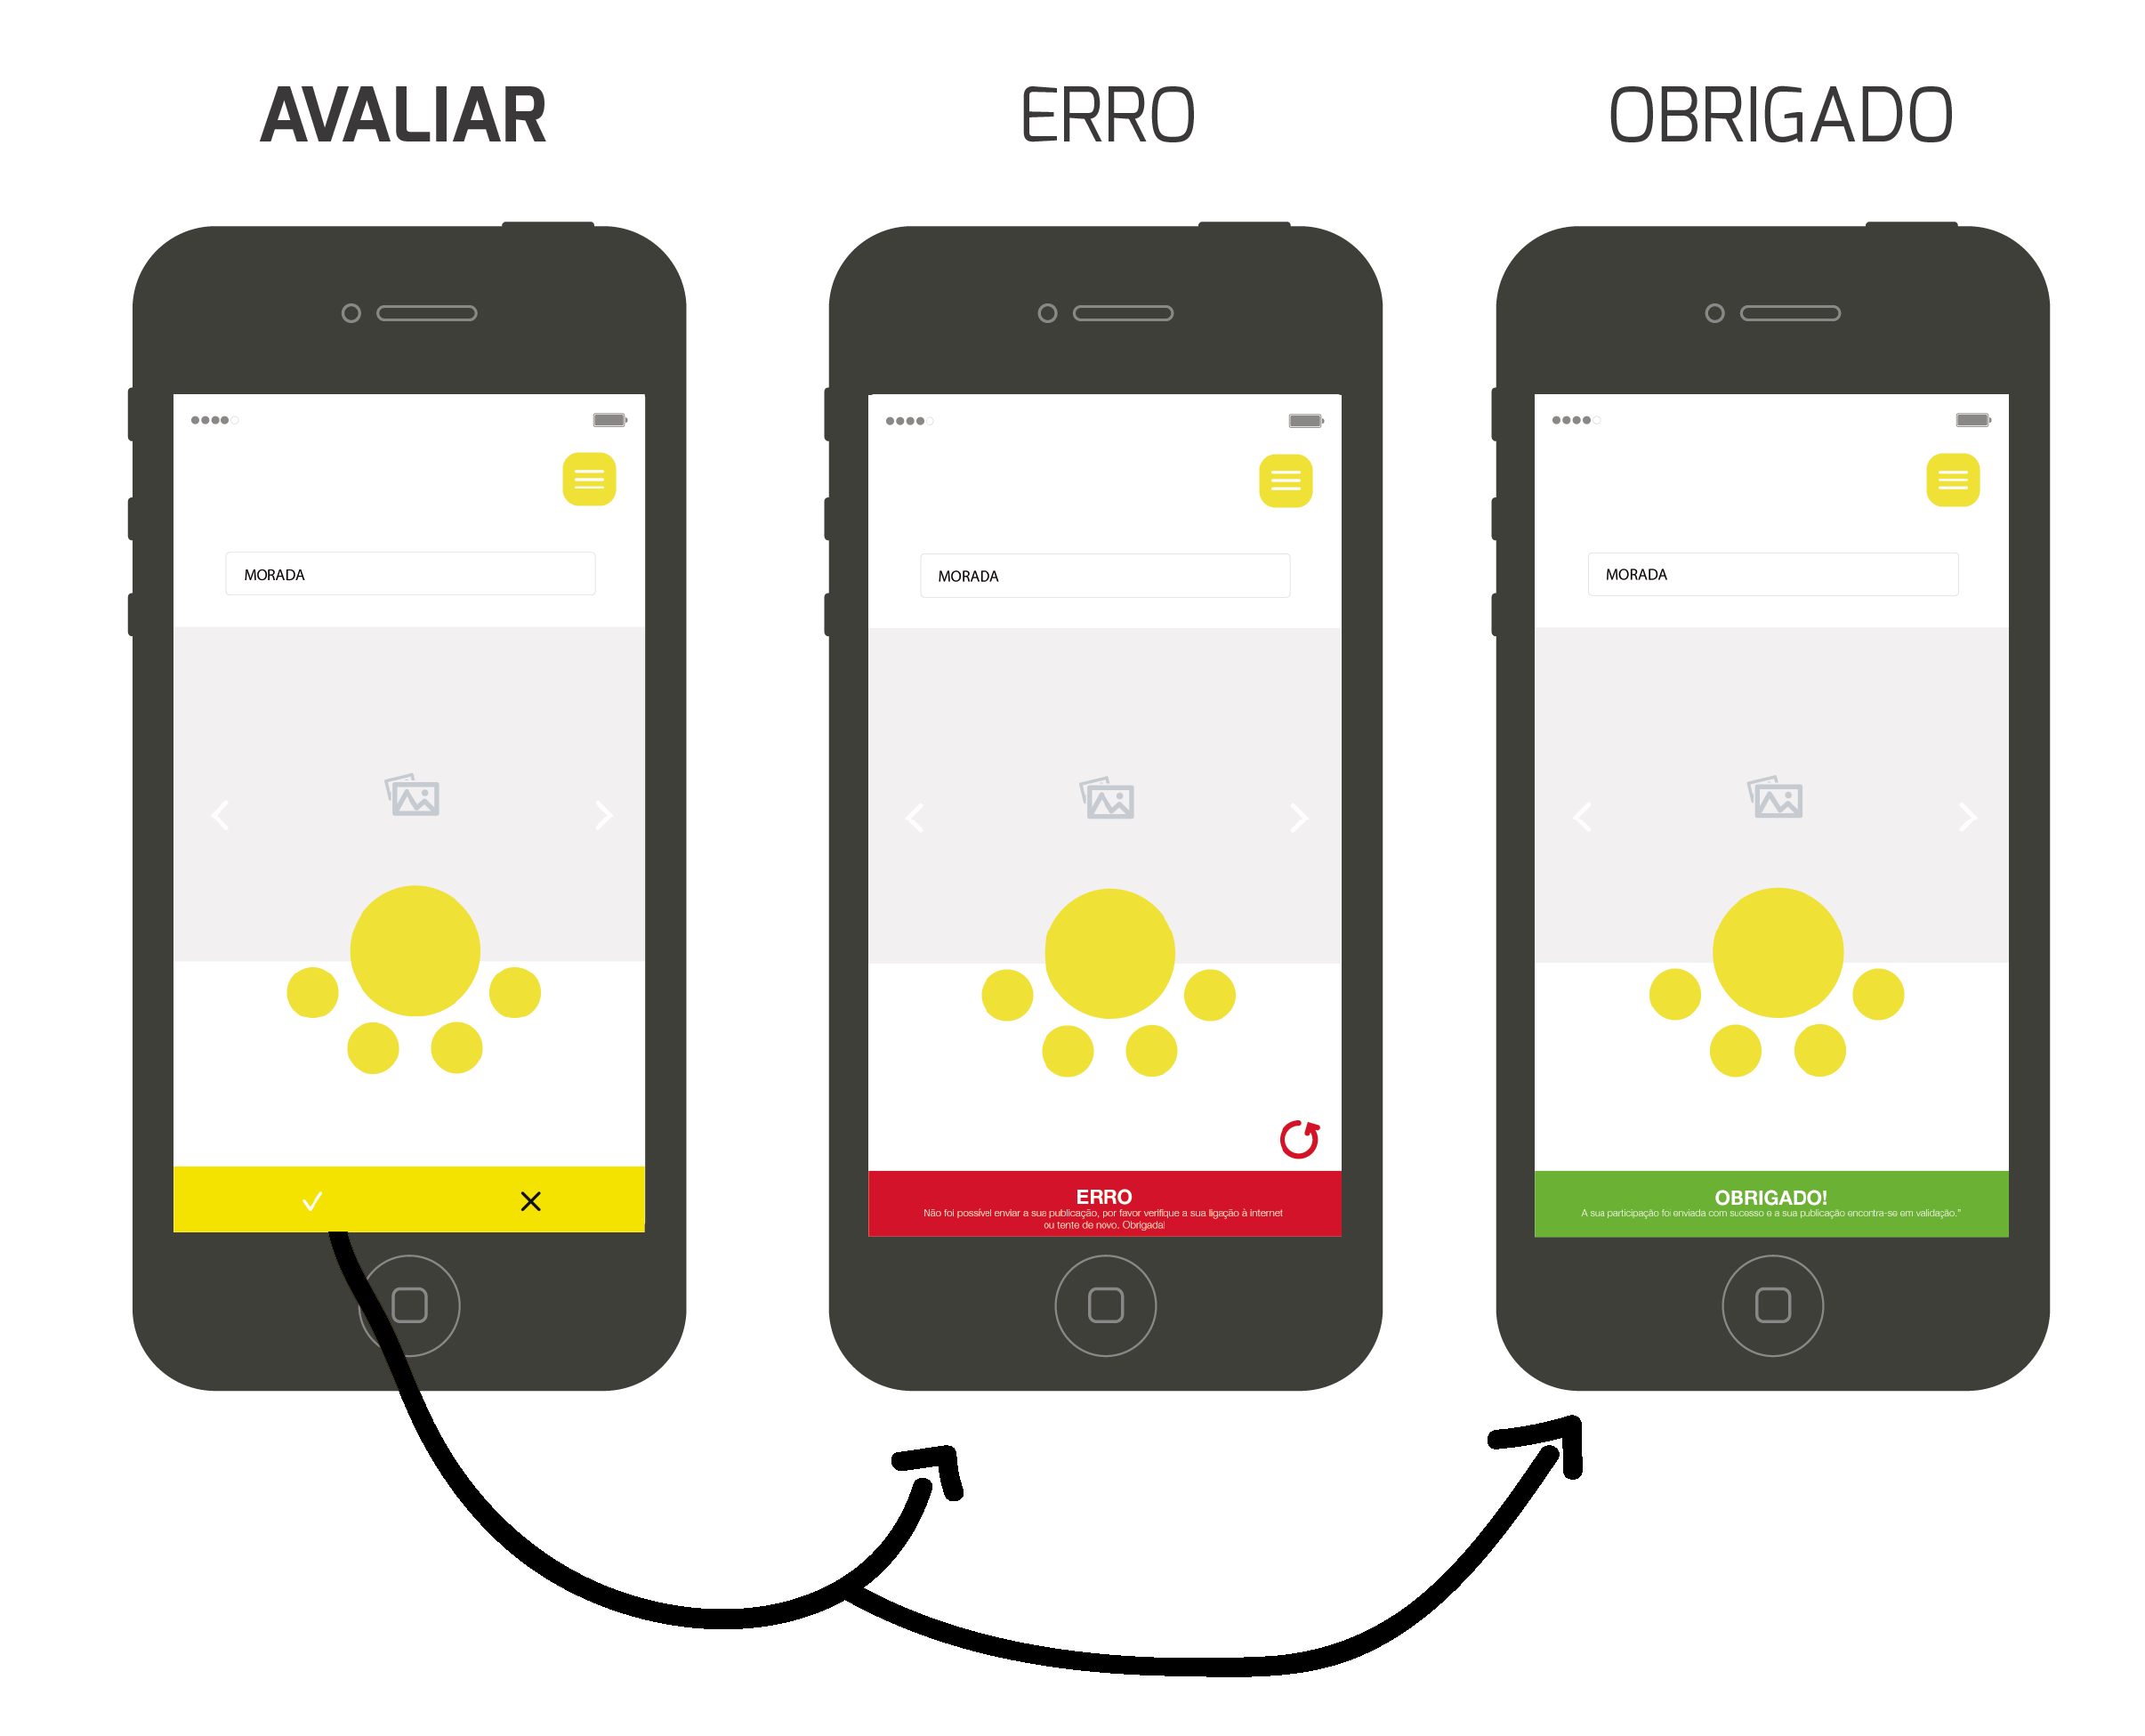 AVALIAR
ERRO
OBRIGADO
MORADA
MORADA
MORADA
ERRO
Não foi possível enviar a sua publicação, por favor verifique a sua ligação à internet
ou tente de novo. Obrigada!
OBRIGADO!
A sua participação foi enviada com sucesso e a sua publicação encontra-se em validação.”